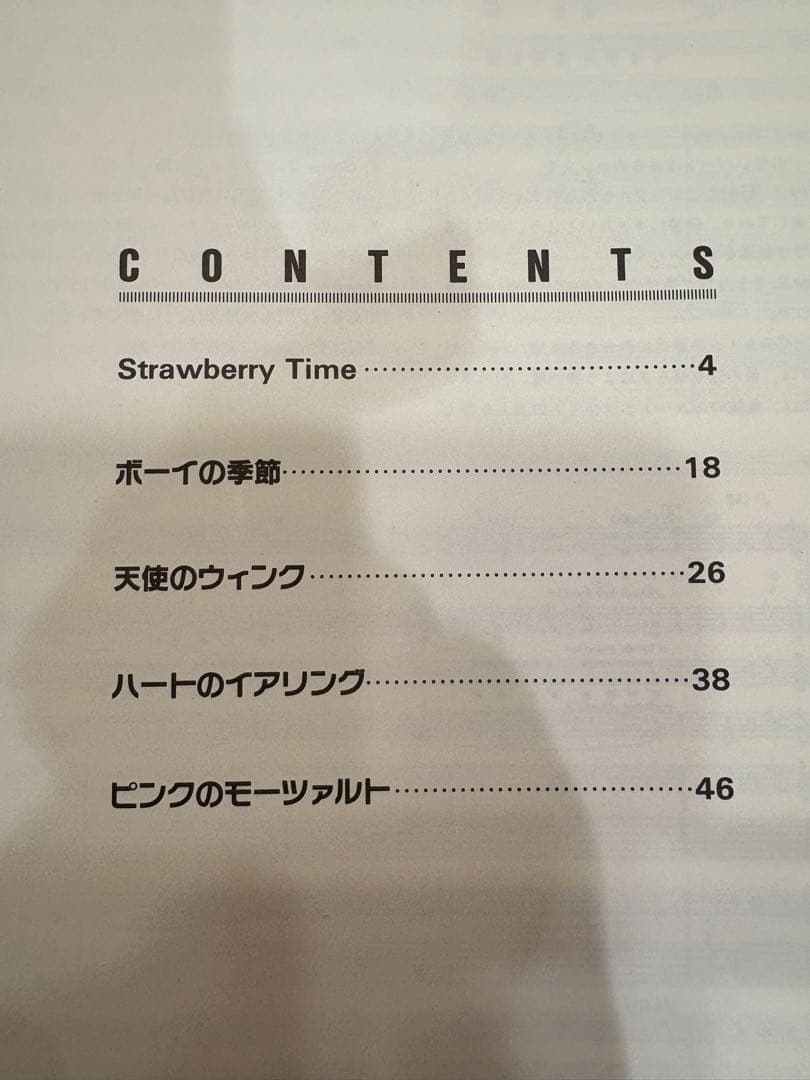 CONTENTS
Strawberry Time 4
ボーイの季節 18
天使のウィンク 26
ハートのイアリング 38
ピンクのモーツァルト 46